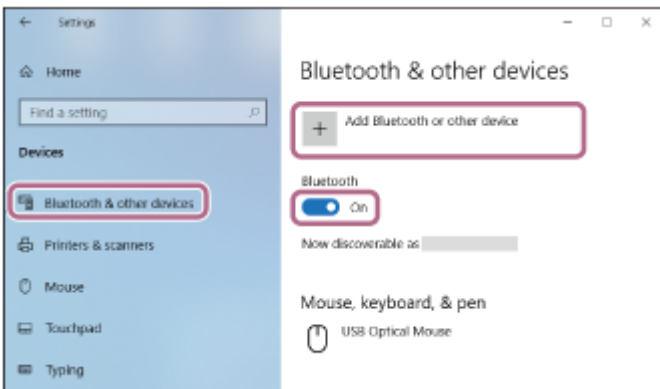 Settings
Home
Find a setting
Devices
Bluetooth & other devices
Printers & scanners
Mouse
Touchpad
Typing
Bluetooth & other devices
Add Bluetooth or other device
Bluetooth
On
Now discoverable as
Mouse, keyboard, & pen
USB Optical Mouse